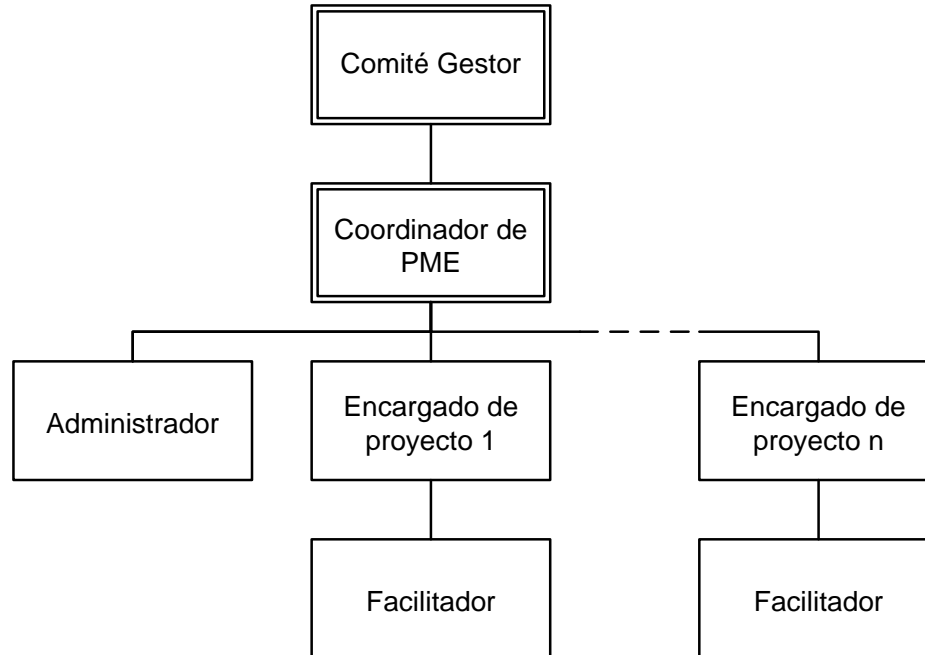 Comité Gestor
Coordinador de
PME
Administrador
Encargado de
proyecto 1
Encargado de
proyecto n
Facilitador
Facilitador